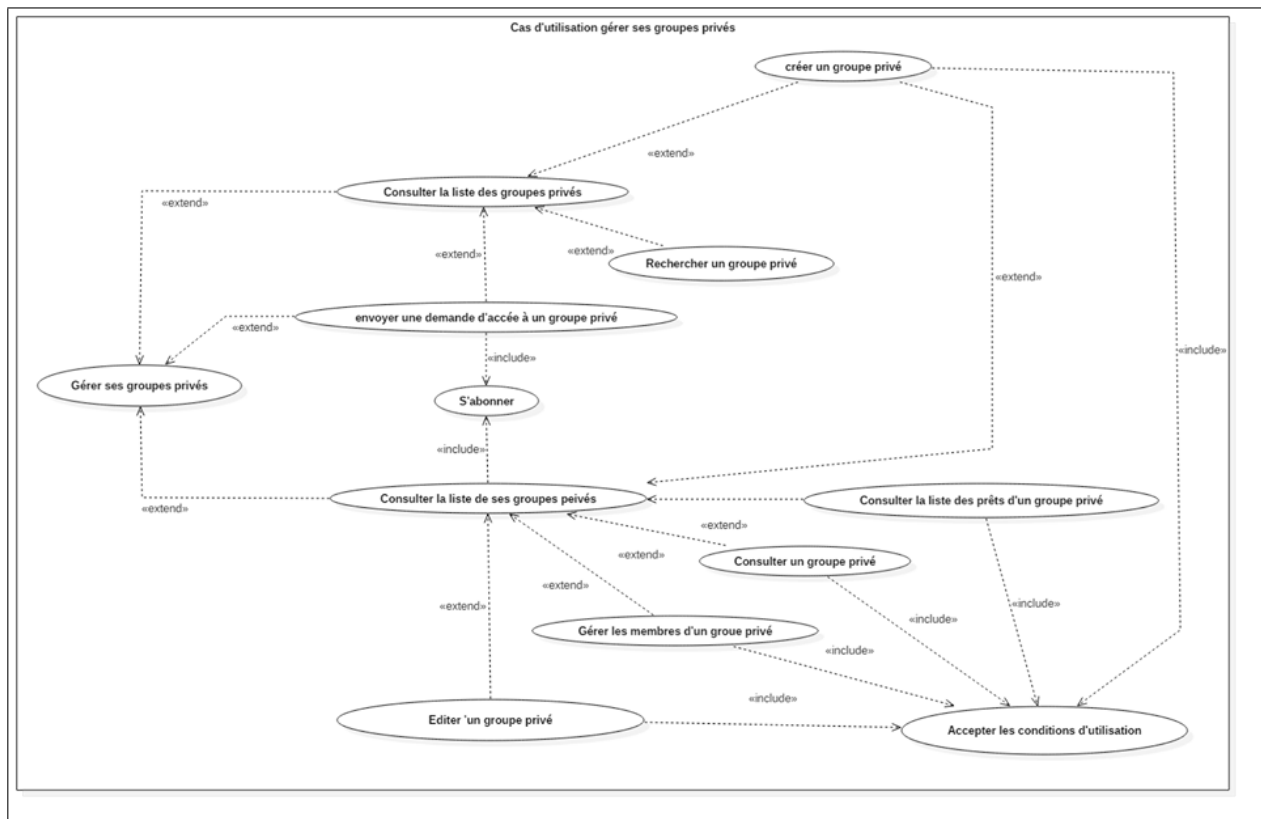 Cas d'utilisation gérer ses groupes privés
créer un groupe privé
«extend»
Consulter la liste des groupes privés
«extend»
«extend»
«extend»
Rechercher un groupe privé
«extend»
envoyer une demande d'accée à un groupe privé
«extend»
«include»
«include»
Gérer ses groupes privés
S'abonner
«include»
Consulter la liste de ses groupes peivés
Consulter la liste des prêts d'un groupe privé
«extend»
«extend»
«extend»
Consulter un groupe privé
«extend»
«extend»
«include»
«include»
Gérer les membres d'un groue privé
«include»
«include»
Editer 'un groupe privé
Accepter les conditions d'utilisation